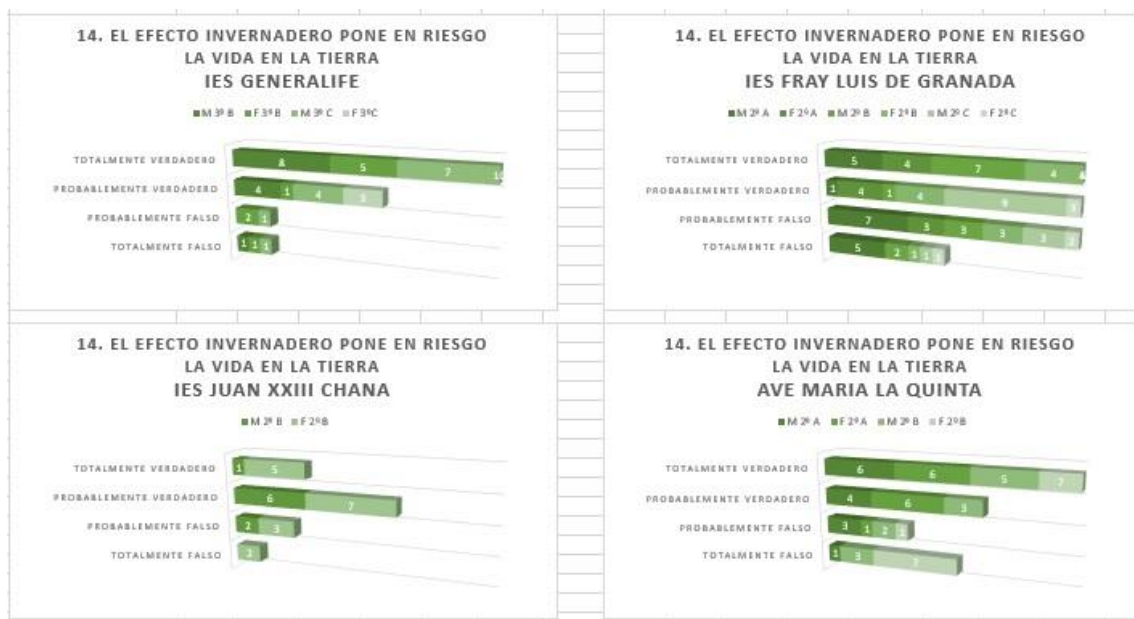 14. EL EFECTO INVERNADERO PONE EN RIESGO
LA VIDA EN LA TIERRA
IES GENERALIFE
M 3º B F 3º B M 3º C F 3ºC
TOTALMENTE VERDADERO 8 5 7
PROBABLEMENTE VERDADERO 4 1 4 3
PROBABLEMENTE FALSO 2 1
TOTALMENTE FALSO 1 1 1
14. EL EFECTO INVERNADERO PONE EN RIESGO
LA VIDA EN LA TIERRA
IES FRAY LUIS DE GRANADA
M 2º A F 2º A M 2º B F 2º B M 2º C F 2º C
TOTALMENTE VERDADERO 5 4 7 4
PROBABLEMENTE VERDADERO 1 4 1 4 9 3
PROBABLEMENTE FALSO 7 3 3 3 3
TOTALMENTE FALSO 5 2 1 1 1
14. EL EFECTO INVERNADERO PONE EN RIESGO
LA VIDA EN LA TIERRA
IES JUAN XXIII CHANA
M 2º B F 2º B
TOTALMENTE VERDADERO 1 5
PROBABLEMENTE VERDADERO 6 7
PROBABLEMENTE FALSO 2 3
TOTALMENTE FALSO 2
14. EL EFECTO INVERNADERO PONE EN RIESGO
LA VIDA EN LA TIERRA
AVE MARIA LA QUINTA
M 2º A F 2º A M 2º B F 2º B
TOTALMENTE VERDADERO 6 6 5
PROBABLEMENTE VERDADERO 4 6 3
PROBABLEMENTE FALSO 3 1 2 1
TOTALMENTE FALSO 1 3 7